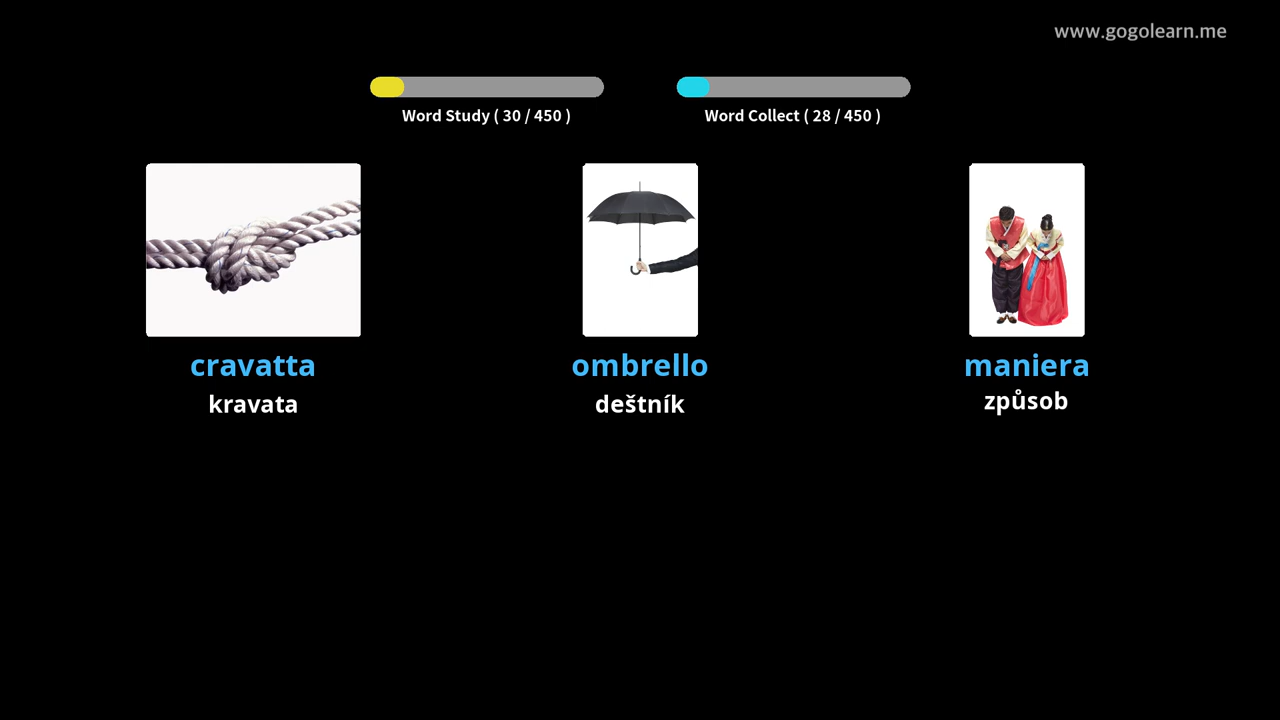 www.gogolearn.me
Word Study ( 30 / 450 )
Word Collect ( 28 / 450 )
cravatta
kravata
ombrello
deštník
maniera
způsob